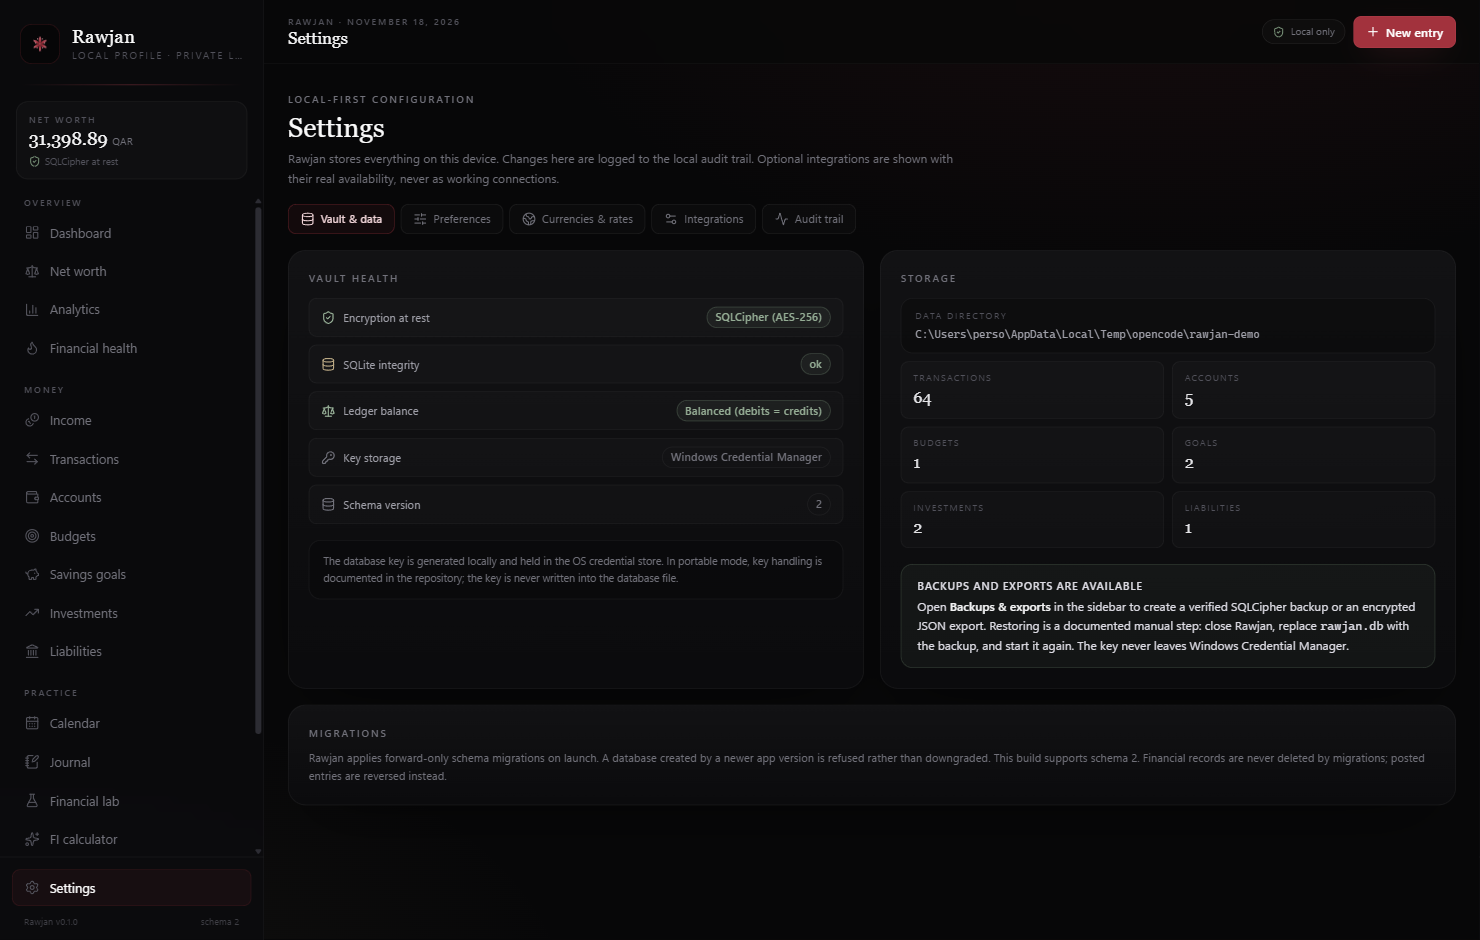 Rawjan
LOCAL PROFILE · PRIVATE L...
NET WORTH
31,398.89 QAR
SQLCipher at rest
OVERVIEW
Dashboard
Net worth
Analytics
Financial health
MONEY
Income
Transactions
Accounts
Budgets
Savings goals
Investments
Liabilities
PRACTICE
Calendar
Journal
Financial lab
FI calculator
Settings
Rawjan v0.1.0 schema 2
RAWJAN · NOVEMBER 18, 2026
Settings
Local only
New entry
LOCAL-FIRST CONFIGURATION
Settings
Rawjan stores everything on this device. Changes here are logged to the local audit trail. Optional integrations are shown with
their real availability, never as working connections.
Vault & data
Preferences
Currencies & rates
Integrations
Audit trail
VAULT HEALTH
Encryption at rest SQLCipher (AES-256)
SQLite integrity ok
Ledger balance Balanced (debits = credits)
Key storage Windows Credential Manager
Schema version 2
The database key is generated locally and held in the OS credential store. In portable mode, key handling is
documented in the repository; the key is never written into the database file.
STORAGE
DATA DIRECTORY
C:\Users\perso\AppData\Local\Temp\opencode\rawjan-demo
TRANSACTIONS
64
ACCOUNTS
5
BUDGETS
1
GOALS
2
INVESTMENTS
2
LIABILITIES
1
BACKUPS AND EXPORTS ARE AVAILABLE
Open Backups & exports in the sidebar to create a verified SQLCipher backup or an encrypted
JSON export. Restoring is a documented manual step: close Rawjan, replace rawjan.db with
the backup, and start it again. The key never leaves Windows Credential Manager.
MIGRATIONS
Rawjan applies forward-only schema migrations on launch. A database created by a newer app version is refused rather than downgraded. This build supports schema 2. Financial records are never deleted by migrations; posted
entries are reversed instead.